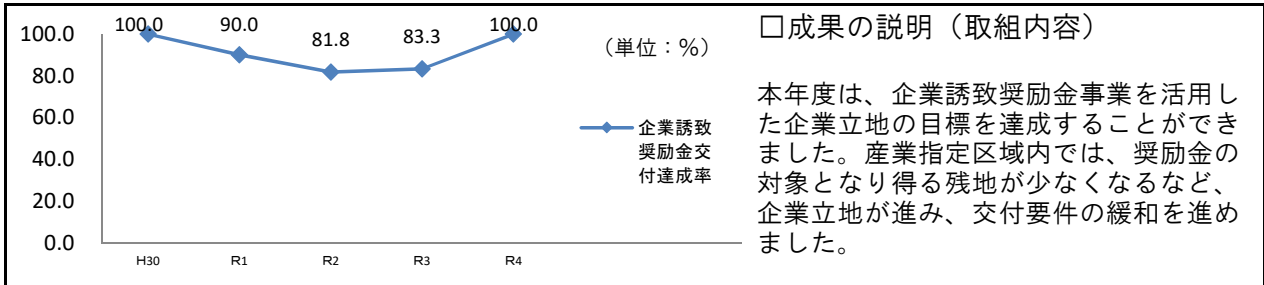 100.0
90.0
81.8
83.3
100.0
100.0
80.0
60.0
40.0
20.0
0.0
H30
R1
R2
R3
R4
（単位：％）
企業誘致
奨励金交
付達成率
□成果の説明（取組内容）
本年度は、企業誘致奨励金事業を活用し
た企業立地の目標を達成することができ
ました。産業指定区域内では、奨励金の
対象となり得る残地が少なくなるなど、
企業立地が進み、交付要件の緩和を進め
ました。